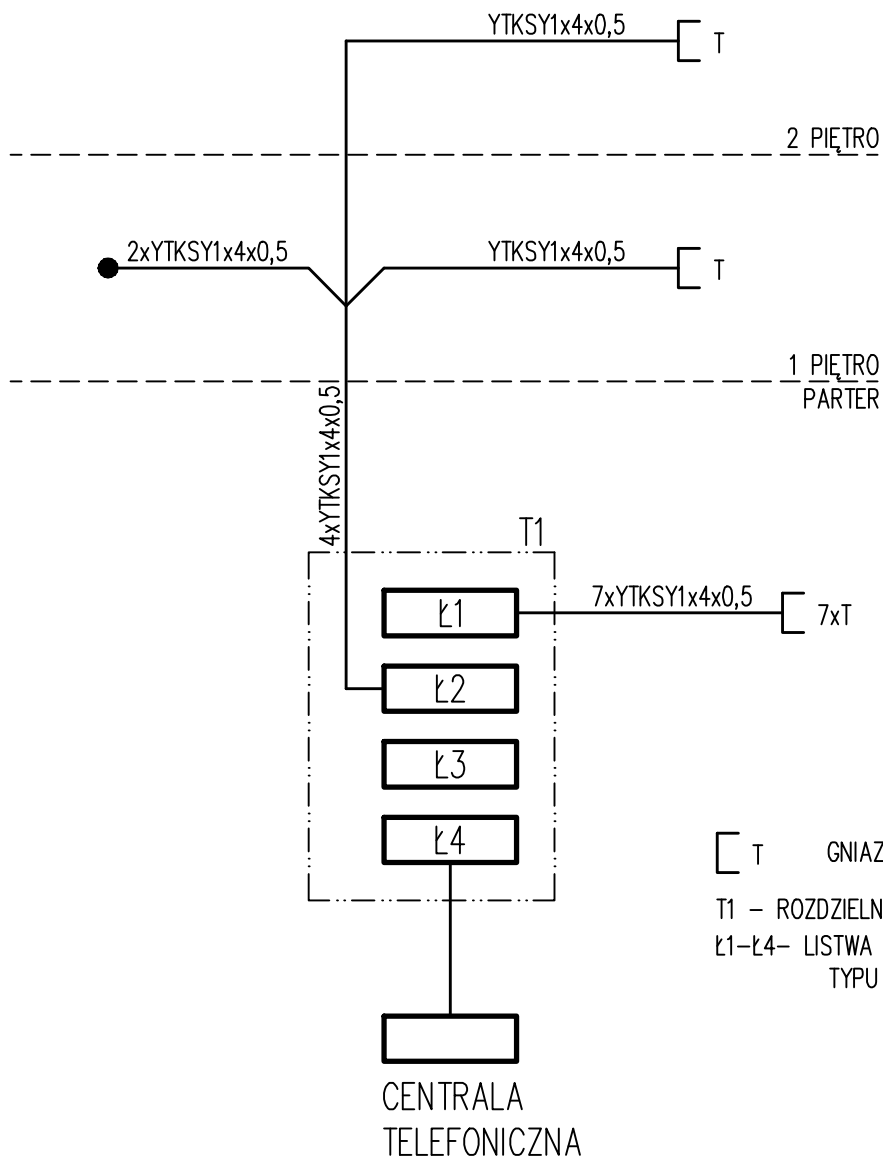 YTKSY1x4x0,5
T
2 PIĘTRO
2xYTKSY1x4x0,5
YTKSY1x4x0,5
T
1 PIĘTRO
PARTER
4xYTKSY1x4x0,5
T1
Ł1
7xYTKSY1x4x0,5
7xT
Ł2
Ł3
Ł4
T GNIAZ
T1 – ROZDZIELN
Ł1–Ł4– LISTWA
TYPU
CENTRALA
TELEFONICZNA